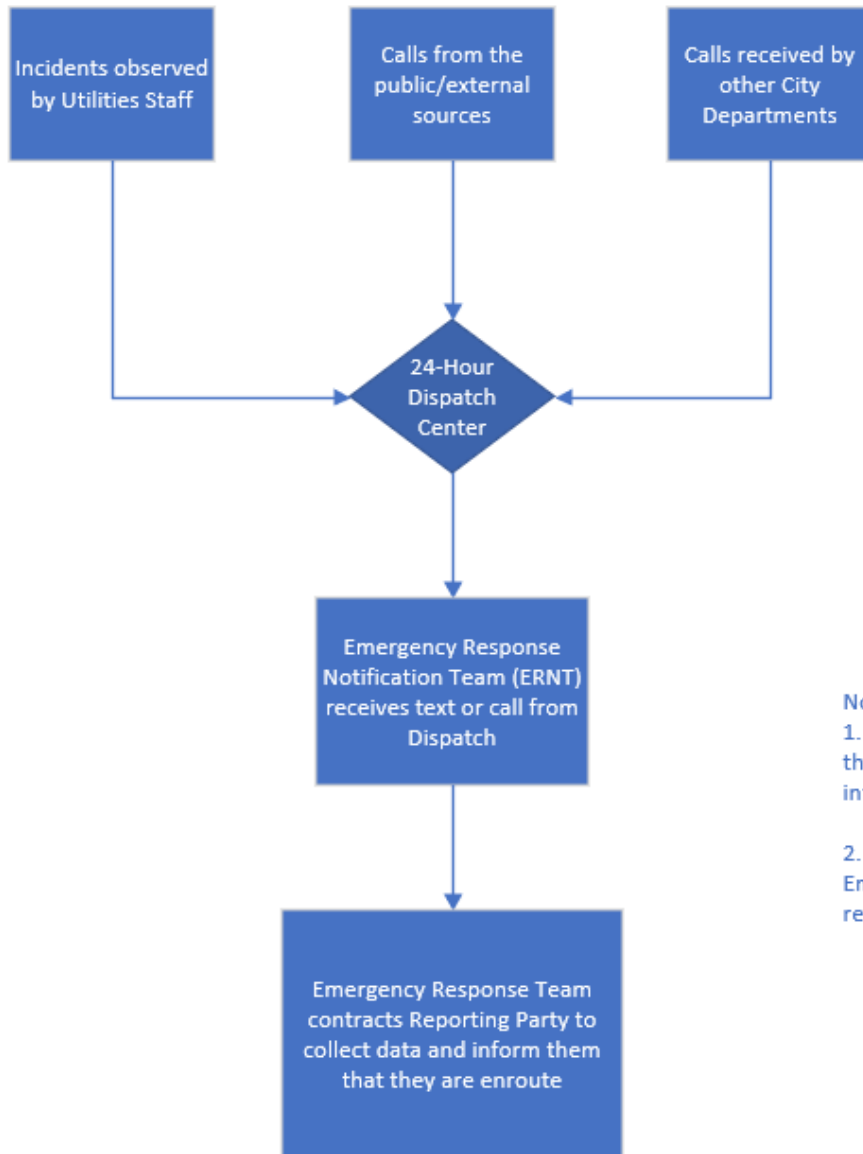 Incidents observed
by Utilities Staff
Calls from the
public/external
sources
Calls received by
other City
Departments
24-Hour
Dispatch
Center
Emergency Response
Notification Team (ERNT)
receives text or call from
Dispatch
1.
2.
Emergency Response Team
contracts Reporting Party to
collect data and inform them
that they are enroute